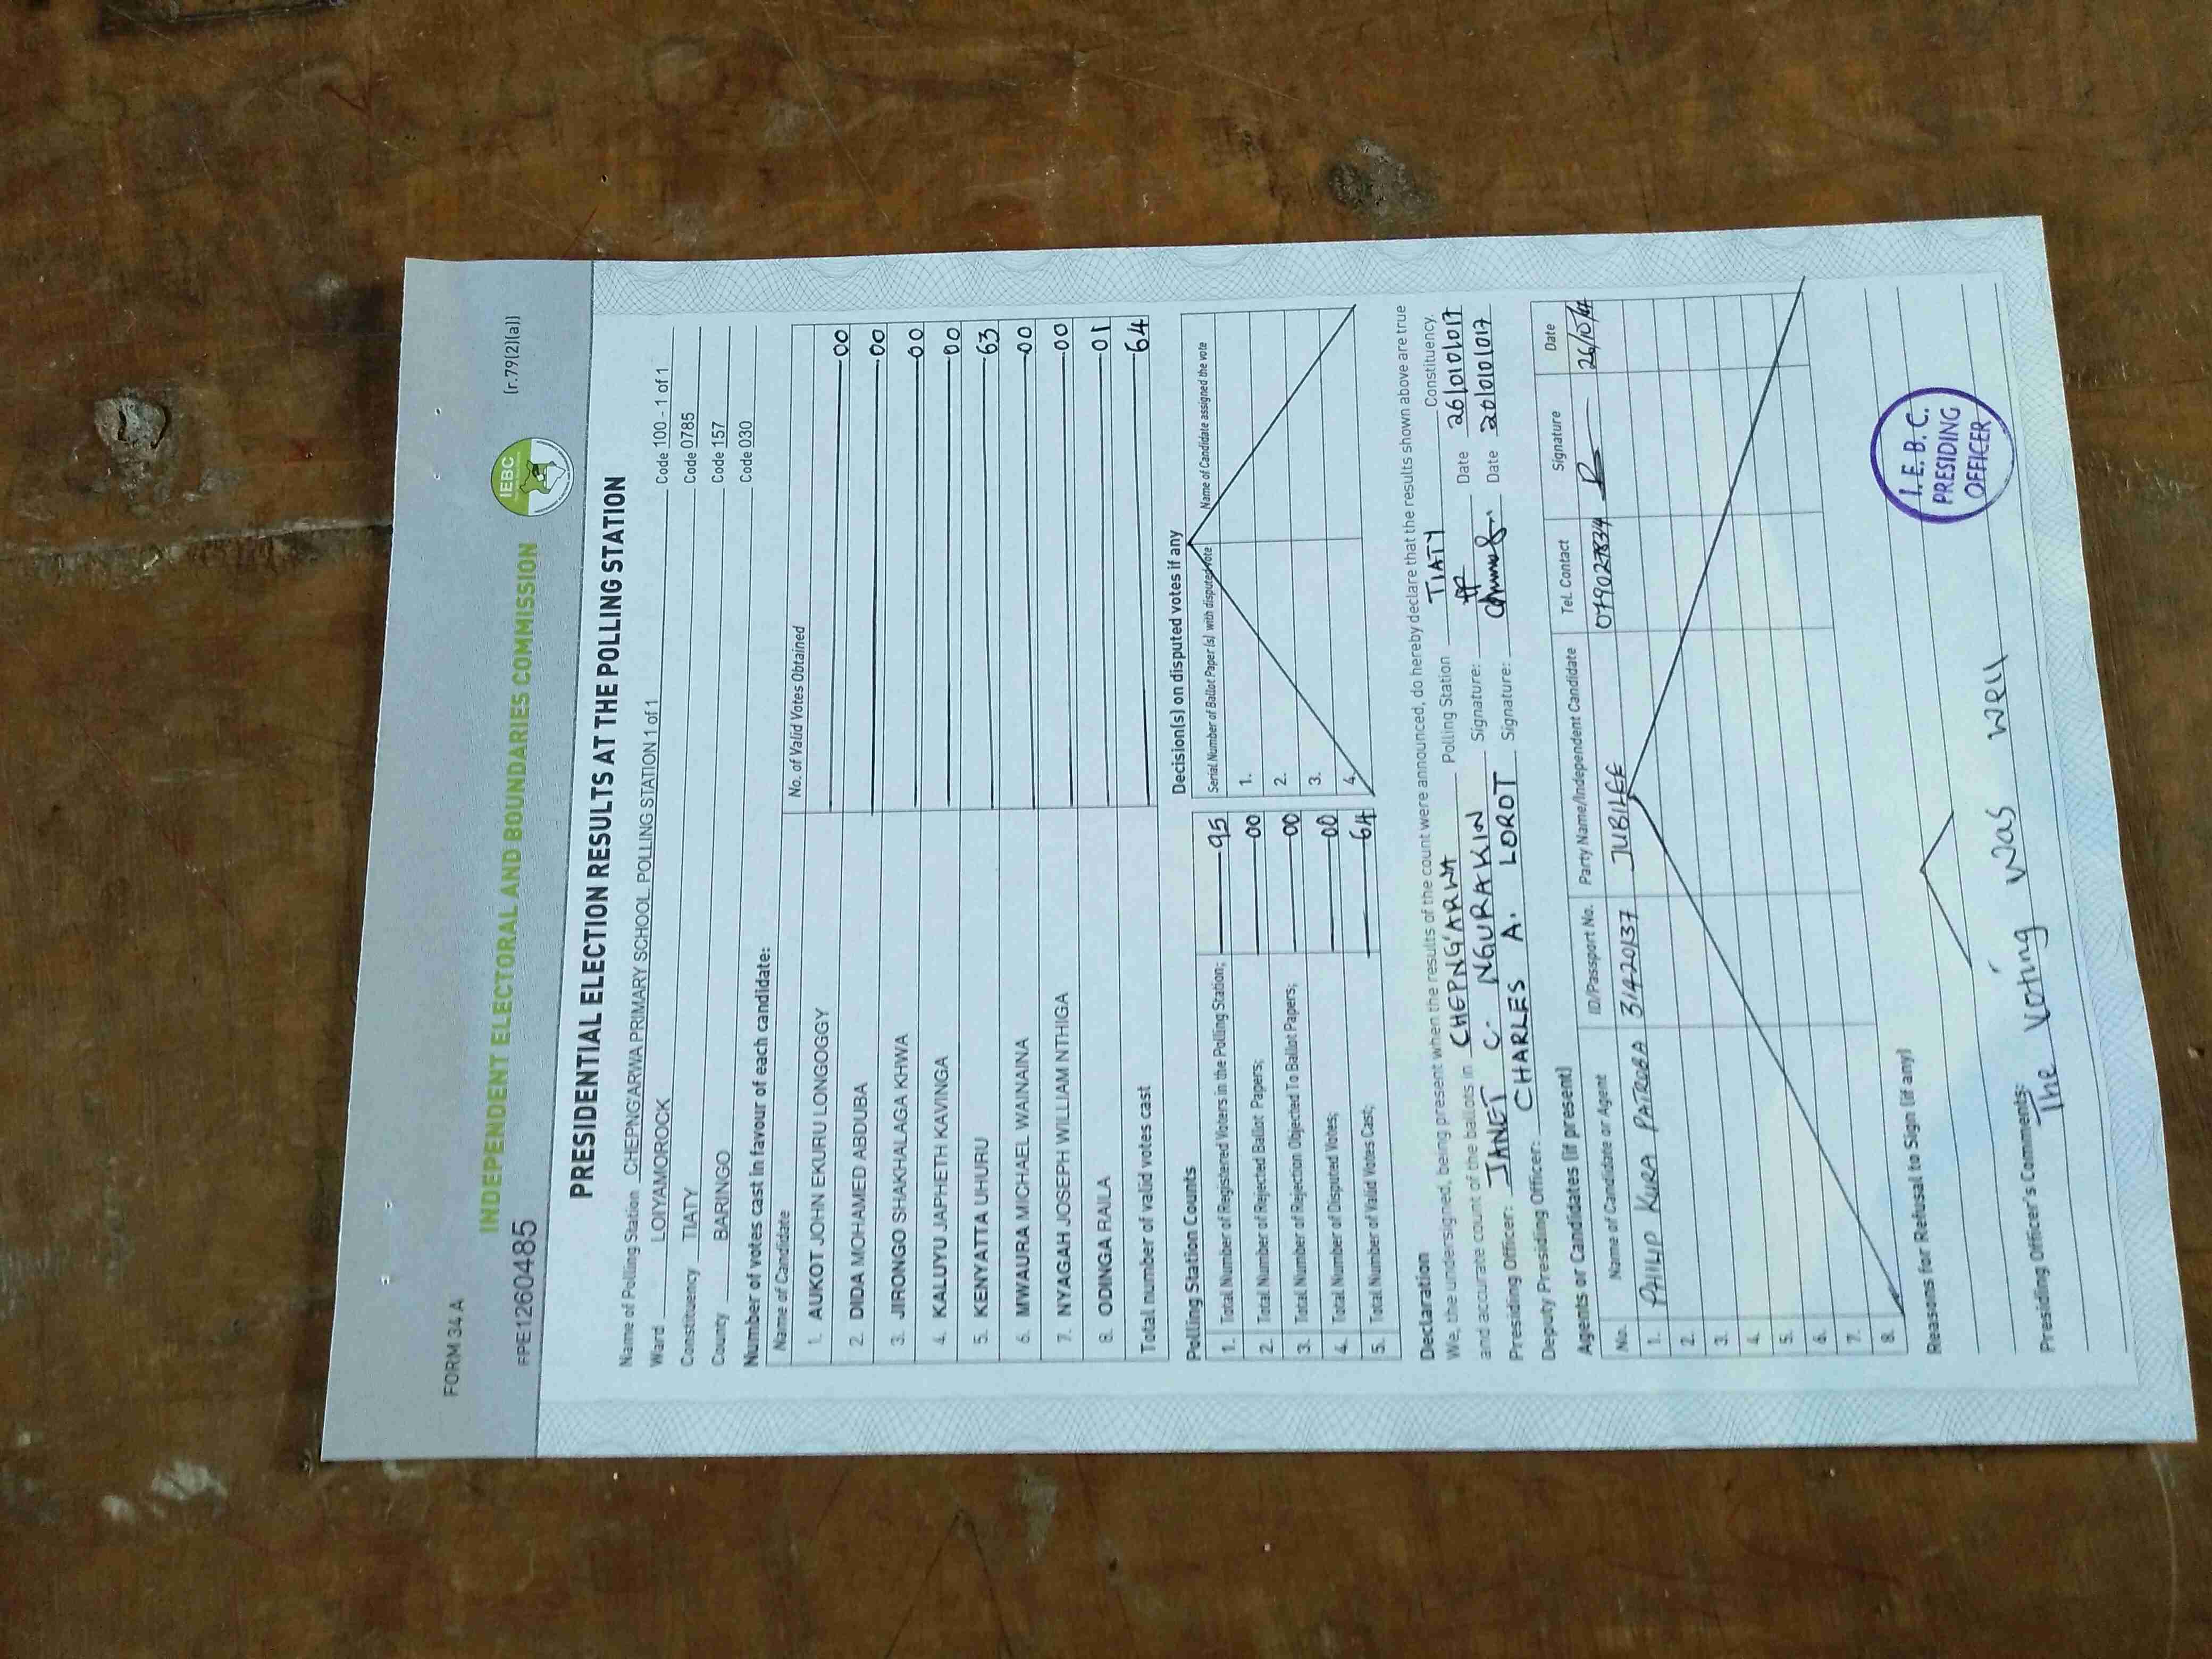 FORM 34 A
[r.79(2)(a)]
INDEPENDENT ELECTORAL AND BOUNDARIES COMMISSION
IEBC
PPE1260485
PRESIDENTIAL ELECTION RESULTS AT THE POLLING STATION
Name of Polling Station CHEPNG'ARWA PRIMARY SCHOOL. POLLING STATION 1 of 1 Code 100 - 1 of 1
Ward LOIYAMOROCK Code 0785
Constituency TIATY Code 157
County BARINGO Code 030
Number of votes cast in favour of each candidate:
Name of Candidate No. of Valid Votes Obtained
1. AUKOT JOHN EKURU LONGOGGY 00
2. DIDA MOHAMED ABDUBA 00
3. JIRONGO SHAKHALAGA KHWA 00
4. KALUYU JAPHETH KAVINGA 00
5. KENYATTA UHURU 63
6. MWAURA MICHAEL WAINAINA 00
7. NYAGAH JOSEPH WILLIAM NTHIGA 00
8. ODINGA RAILA 01
Total number of valid votes cast 64
Polling Station Counts
1. Total Number of Registered Voters in the Polling Station; 95
2. Total Number of Rejected Ballot Papers; 00
3. Total Number of Rejection Objected To Ballot Papers; 00
4. Total Number of Disputed Votes; 00
5. Total Number of Valid Votes Cast; 64
Decision(s) on disputed votes if any
Serial Number of Ballot Paper (s) with disputed vote Name of Candidate assigned the vote
1.
2.
3.
4.
Declaration
We, the undersigned, being present when the results of the count were announced, do hereby declare that the results shown above are true
and accurate count of the ballots in CHEPNG'ARWA Polling Station TIATY Constituency.
Presiding Officer: JANET C. NGURAKIN Signature: Date 26/010/017
Deputy Presiding Officer: CHARLES A. LOROT Signature: Date 26/010/017
Agents or Candidates (if present)
No. Name of Candidate or Agent ID/Passport No. Party Name/Independent Candidate Tel. Contact Signature Date
1. PHILIP KURA PATROBA 31420137 JUBILEE 0790278314 26/10/17
2.
3.
4.
5.
6.
7.
8.
Reasons for Refusal to Sign (if any)
I.E.B.C.
PRESIDING
OFFICER
Presiding Officer's Comments:
The voting was well